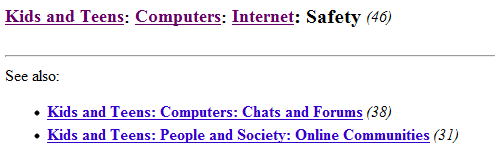 Kids and Teens: Computers: Internet: Safety (46)
See also:
• Kids and Teens: Computers: Chats and Forums (38)
• Kids and Teens: People and Society: Online Communities (31)